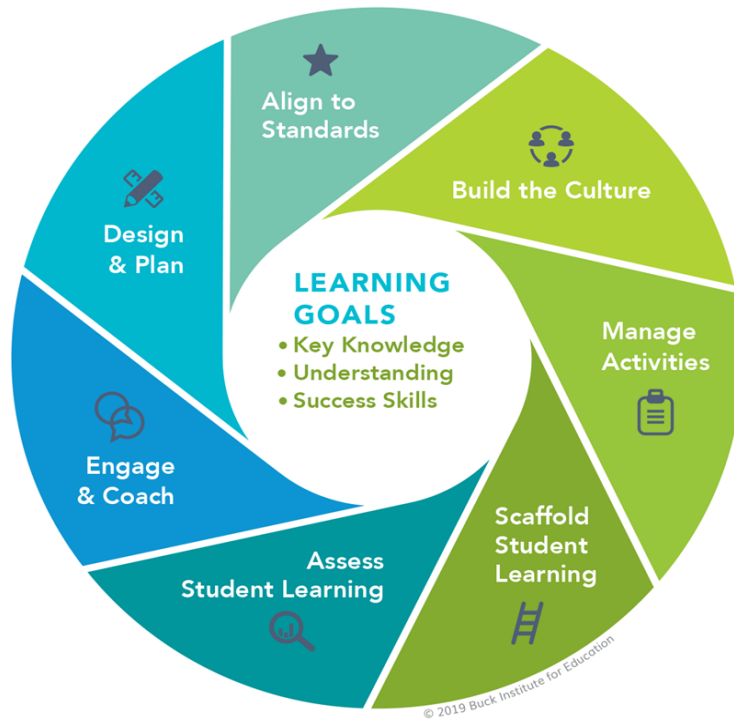 Align to
Standards
Build the Culture
Manage
Activities
Scaffold
Student
Learning
Assess
Student Learning
Engage
& Coach
Design
& Plan
LEARNING
GOALS
• Key Knowledge
• Understanding
• Success Skills
© 2019 Buck Institute for Education